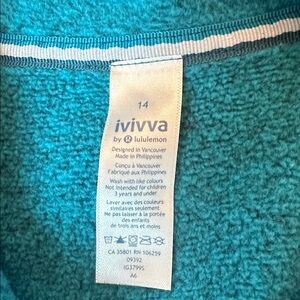 14
ivivva
by lululemon
Designed in Vancouver
Made in Philippines
Conçu à Vancouver
Fabriqué aux Philippines
Wash with like colours
Not intended for children
3 years and under
Laver avec des couleurs
similaires seulement
Ne pas laisser à la portée
des enfants
de trois ans et moins
CA 35801 RN 106259
09392
IG3799S
A6